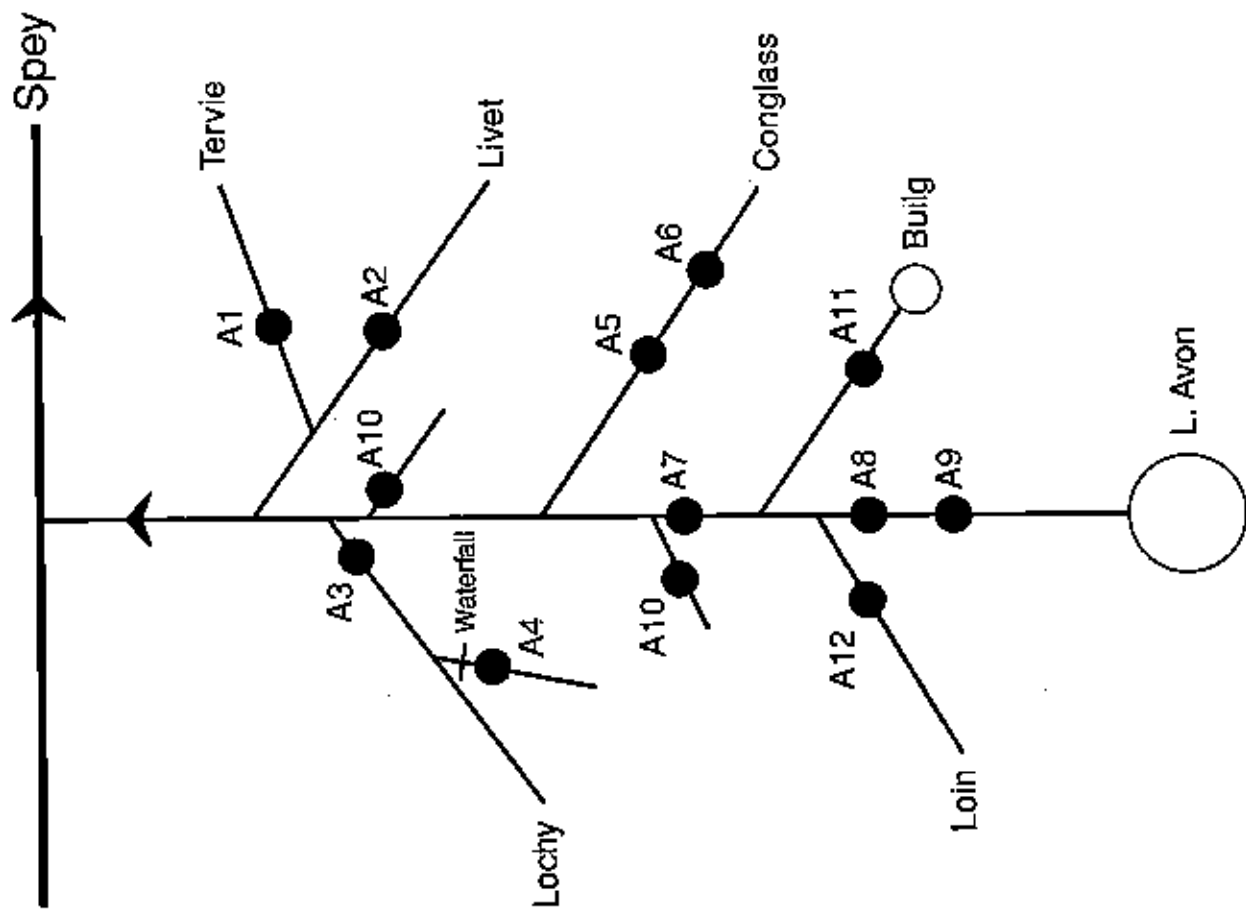 Spey
Tervie
Livet
A1
A2
A10
A3
Waterfall
A4
Lochy
Conglass
A6
A5
A7
A10
Builg
A11
A8
A9
A12
Loin
L. Avon